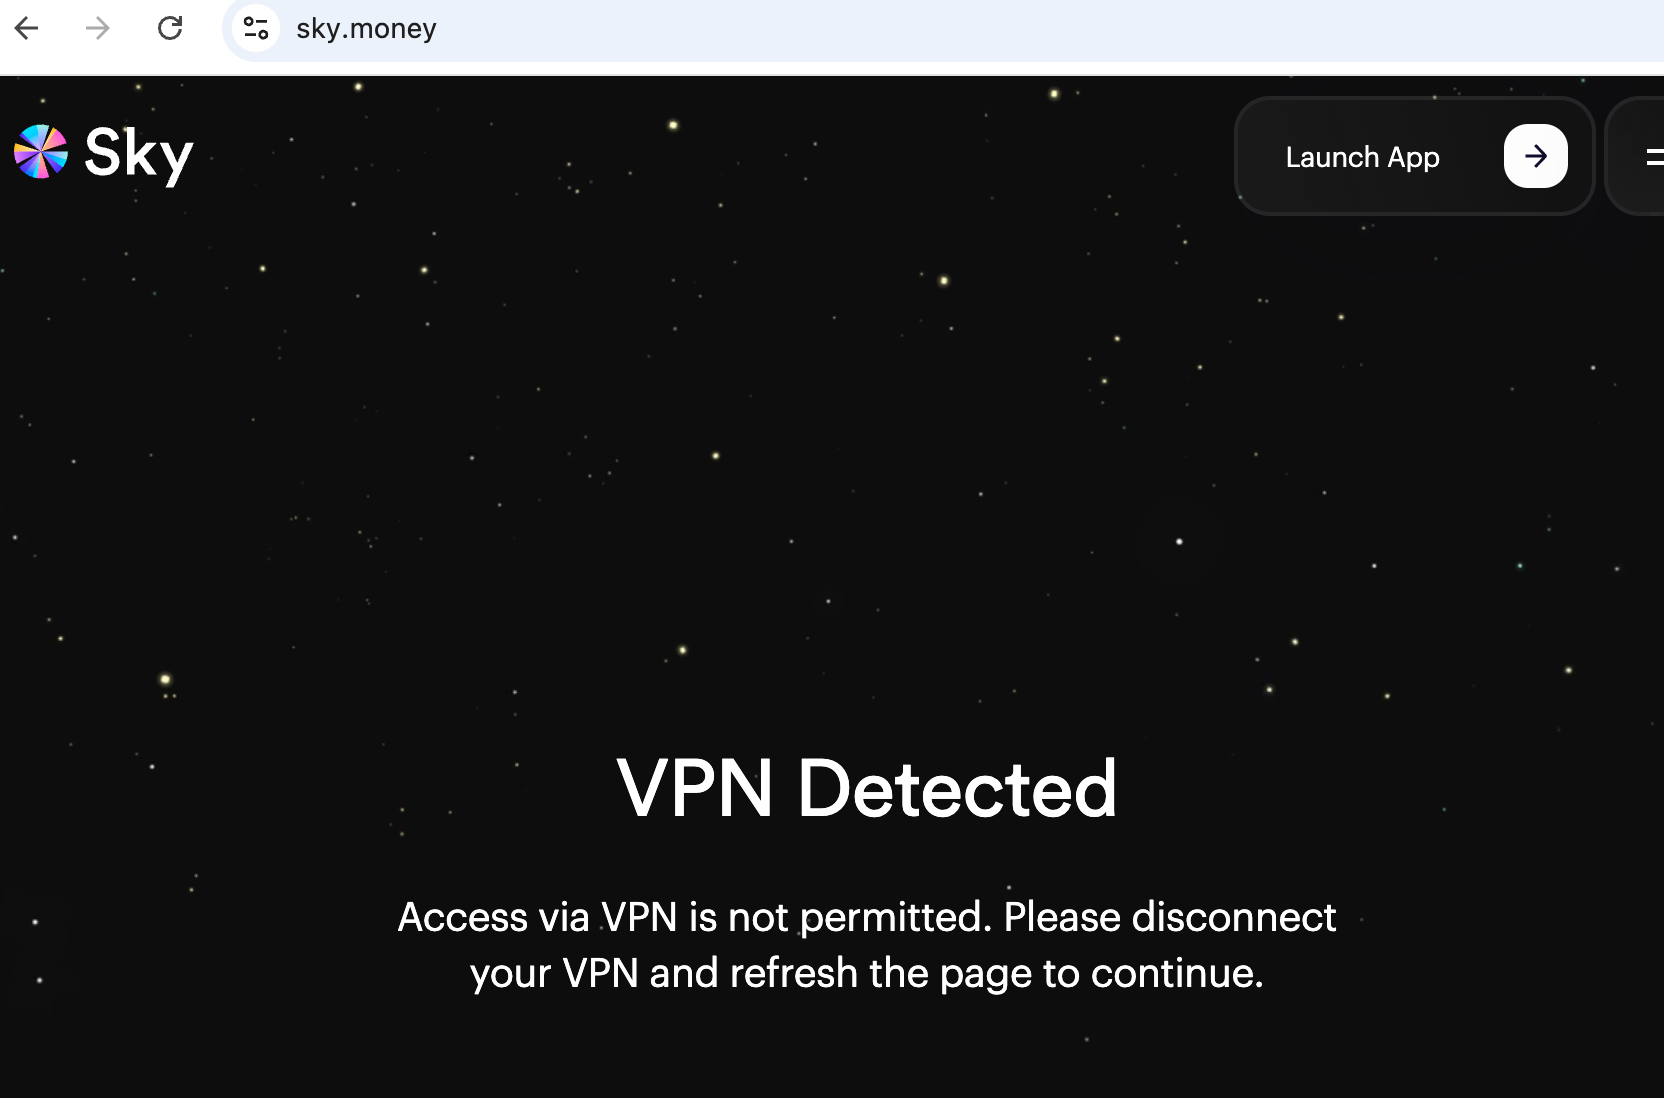 sky.money
Sky
Launch App
VPN Detected
Access via VPN is not permitted. Please disconnect
your VPN and refresh the page to continue.